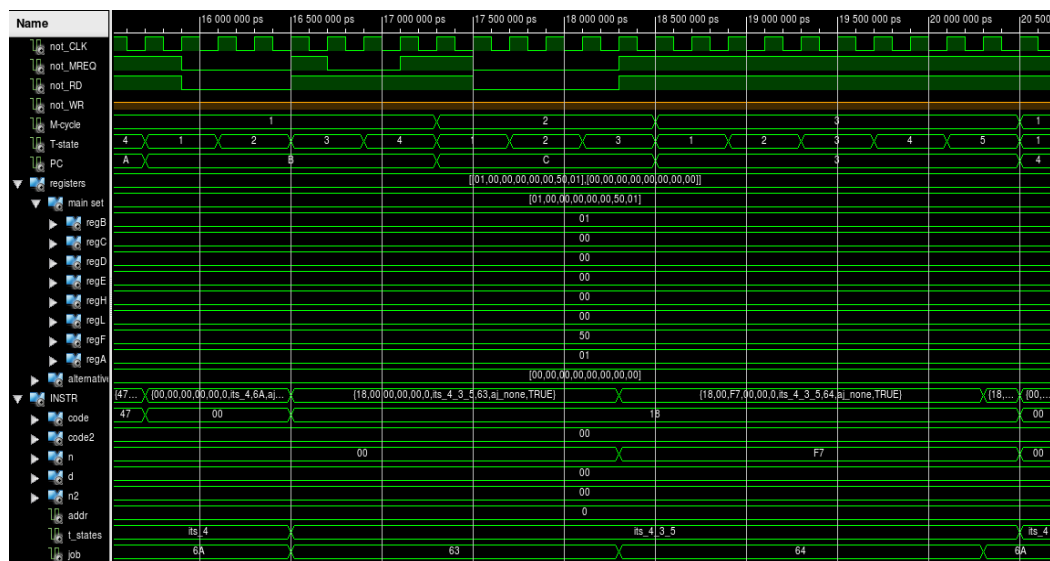 Name 16 000 000 ps 16 500 000 ps 17 000 000 ps 17 500 000 ps 18 000 000 ps 18 500 000 ps 19 000 000 ps 19 500 000 ps 20 000 000 ps 20 500
not_CLK
not_MREQ
not_RD
not_WR
M-cycle 1 2 3 1
T-state 4 1 2 3 4 1 2 3 1 2 3 4 5 1
PC A B C 3 4
registers [[01,00,00,00,00,00,50,01],[00,00,00,00,00,00,00,00]]
main set [01,00,00,00,00,00,50,01]
regB 01
regC 00
regD 00
regE 00
regH 00
regL 00
regF 50
regA 01
alternativ [00,00,00,00,00,00,00,00]
INSTR {47... {00,00,00,00,00,0,its_4,6A,aj... {18,00,00,00,00,0,its_4_3_5,63,aj_none,TRUE} {18,00,F7,00,00,0,its_4_3_5,64,aj_none,TRUE} {18,... {00,...
code 47 00 18 00
code2 00
n 00 F7 00
d 00
n2 00
addr 0
t_states its_4 its_4_3_5 its_4
job 6A 63 64 6A